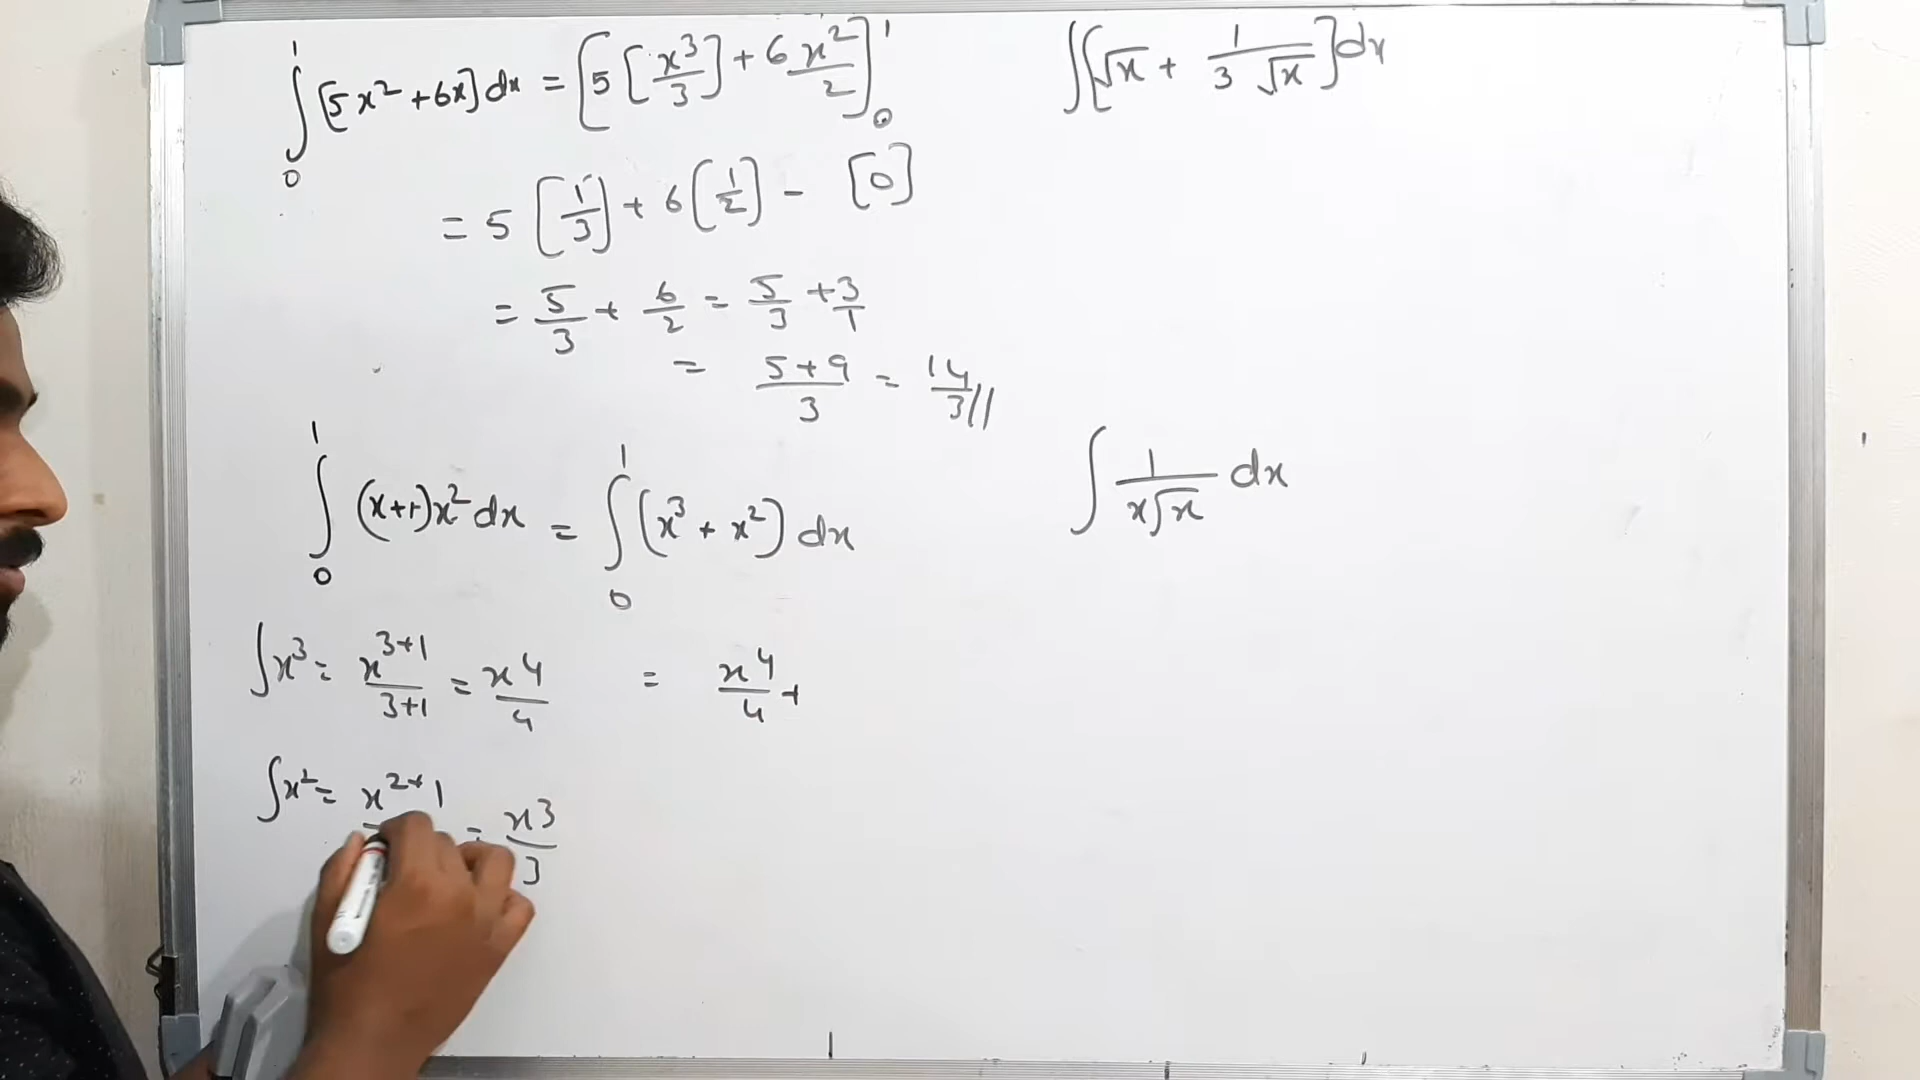 ∫₀¹ [5x² + 6x] dx = [5 [x³/3] + 6 x²/2]₀¹
= 5 [1/3] + 6 [1/2] - [0]
= 5/3 + 6/2 = 5/3 + 3/1
= (5+9)/3 = 14/3 //
∫₀¹ (x+1)x² dx = ∫₀¹ (x³ + x²) dx
∫x³ = x³⁺¹/(3+1) = x⁴/4 = x⁴/4 +
∫x² = x²⁺¹ = x³/3
∫[√x + 1/(3 √x)] dx
∫ 1/(x√x) dx